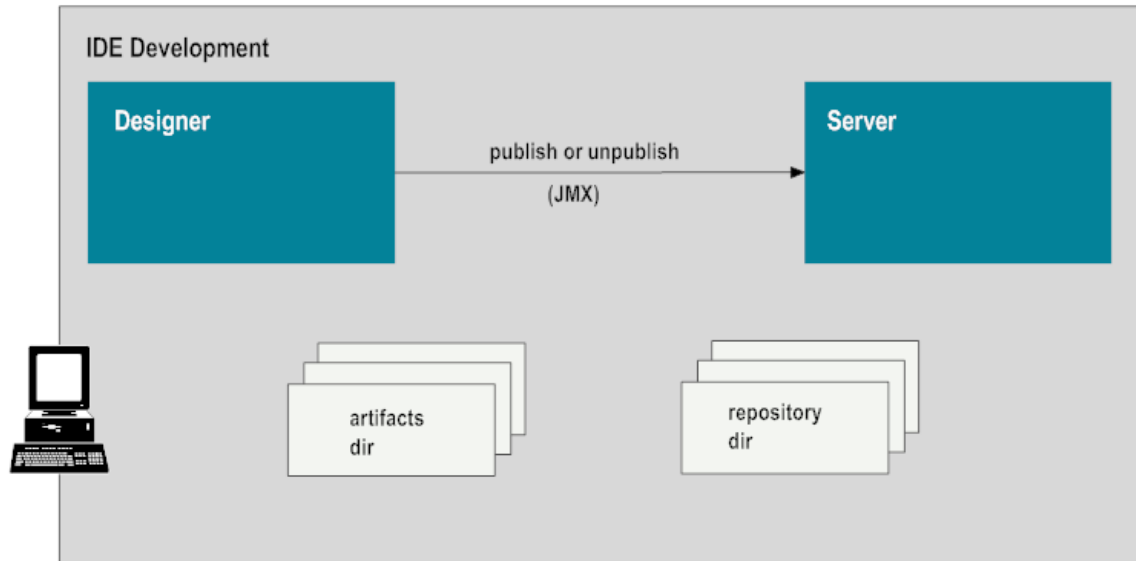 IDE Development
Designer
Server
publish or unpublish
(JMX)
artifacts
dir
repository
dir